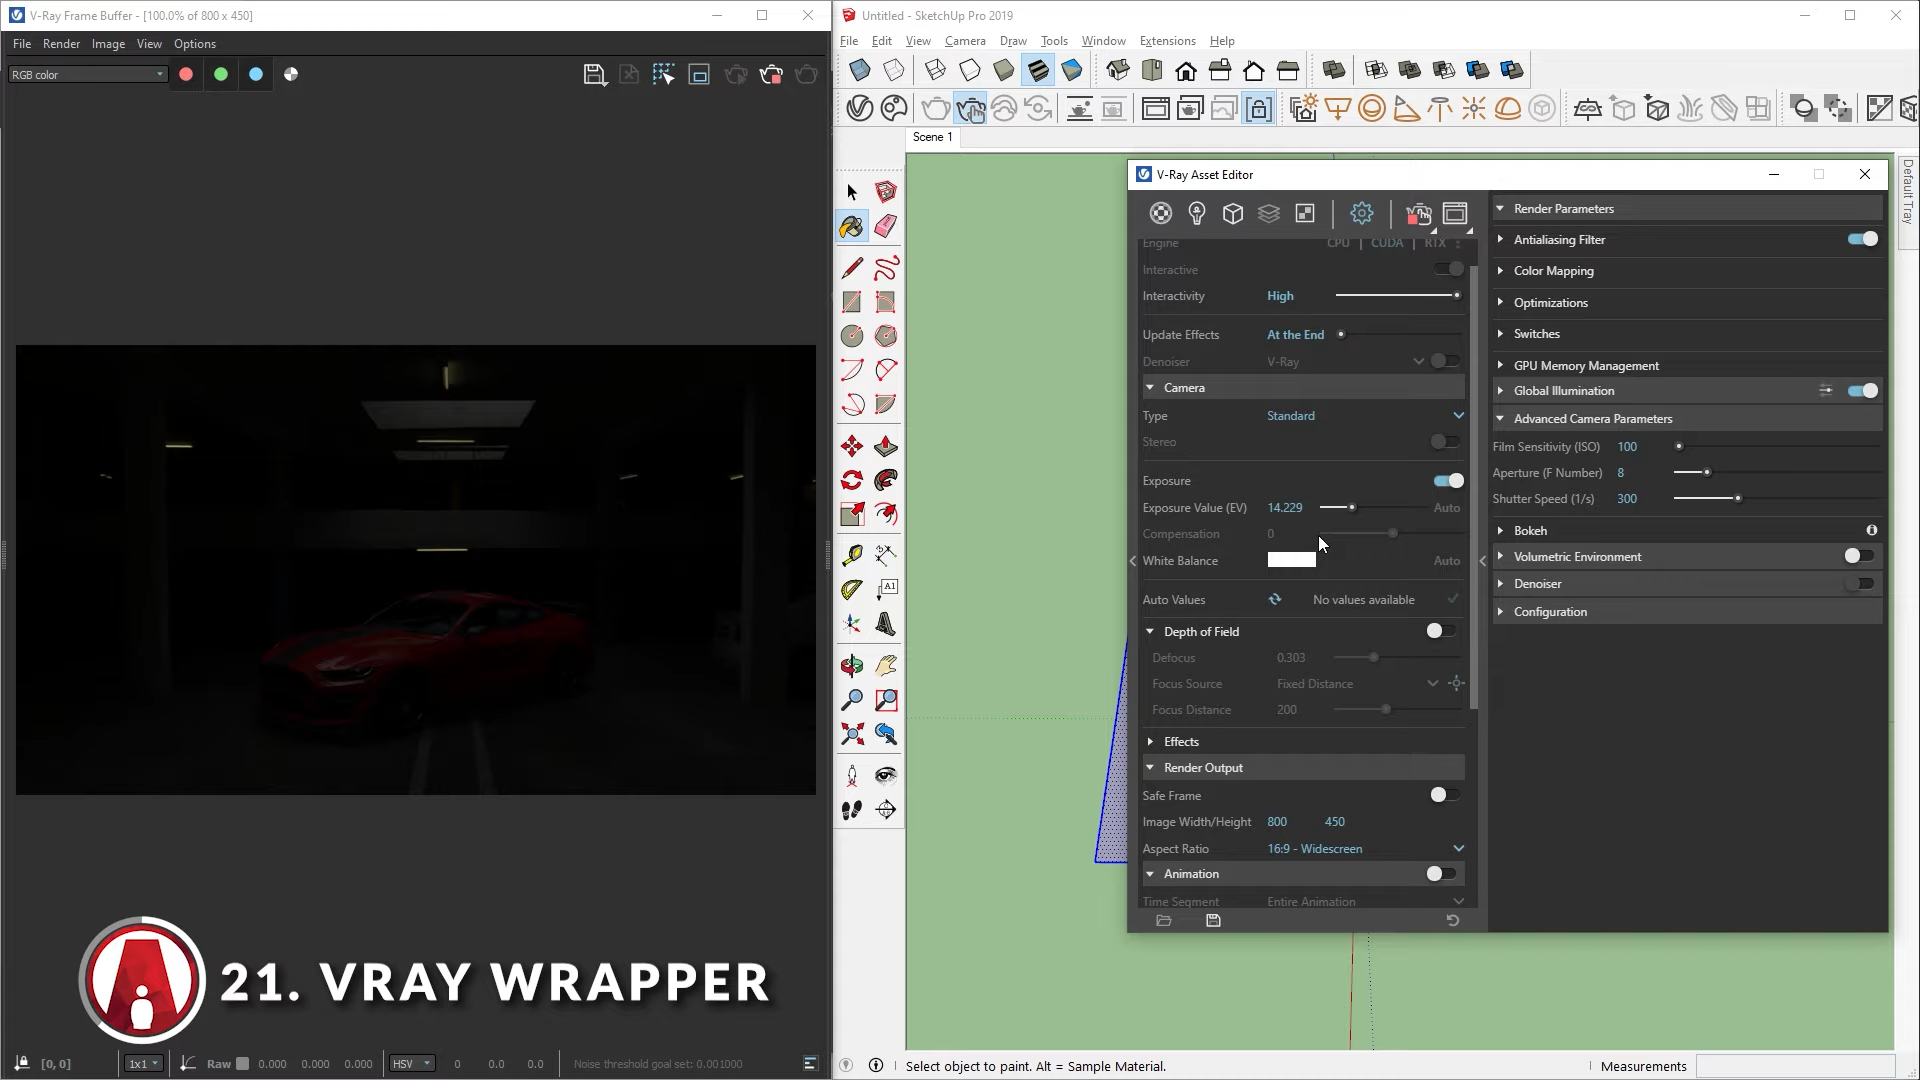 V-Ray Frame Buffer - [100.0% of 800 x 450]
File Render Image View Options
RGB color
21. VRAY WRAPPER
[0, 0]
1x1
Raw 0.000 0.000 0.000
HSV 0 0.0 0.0
Noise threshold goal set: 0.001000
Untitled - SketchUp Pro 2019
File Edit View Camera Draw Tools Window Extensions Help
Scene 1
Default Tray
A1
V-Ray Asset Editor
Engine CPU | CUDA | RTX
Interactive
Interactivity High
Update Effects At the End
Denoiser V-Ray
Camera
Type Standard
Stereo
Exposure
Exposure Value (EV) 14.229 Auto
Compensation 0
White Balance Auto
Auto Values No values available
Depth of Field
Defocus 0.303
Focus Source Fixed Distance
Focus Distance 200
Effects
Render Output
Safe Frame
Image Width/Height 800 450
Aspect Ratio 16:9 - Widescreen
Animation
Time Segment Entire Animation
Render Parameters
Antialiasing Filter
Color Mapping
Optimizations
Switches
GPU Memory Management
Global Illumination
Advanced Camera Parameters
Film Sensitivity (ISO) 100
Aperture (F Number) 8
Shutter Speed (1/s) 300
Bokeh
Volumetric Environment
Denoiser
Configuration
Select object to paint. Alt = Sample Material.
Measurements